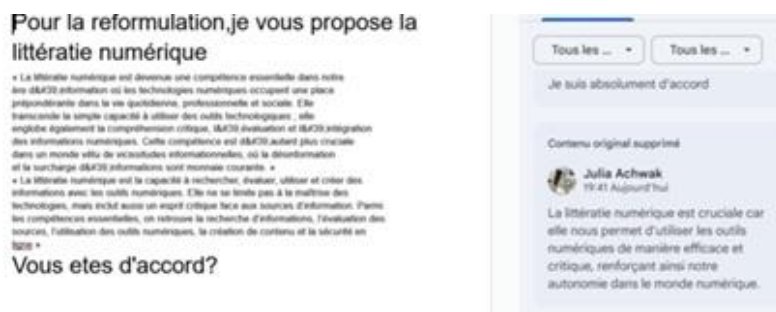 Pour la reformulation,je vous propose la
littératie numérique
« La littératie numérique est devenue une compétence essentielle dans notre
ère d&#39;information où les technologies numériques occupent une place
prépondérante dans la vie quotidienne, professionnelle et sociale. Elle
transcende la simple capacité à utiliser des outils technologiques ; elle
englobe également la compréhension critique, l&#39;évaluation et l&#39;intégration
des informations numériques. Cette compétence est d&#39;autant plus cruciale
dans un monde de vicissitudes informationnelles, où la désinformation
et la surcharge d&#39;informations sont monnaie courante. »
« La littératie numérique est la capacité à rechercher, évaluer, utiliser et créer des
informations avec les outils numériques. Elle ne se limite pas à la maîtrise des
technologies, mais inclut aussi un esprit critique face aux sources d'information. Parmi
les compétences essentielles, on retrouve la recherche d'informations, l'évaluation des
sources, l'utilisation des outils numériques, la création de contenu et la sécurité en
ligne »
Vous etes d'accord?
Tous les ... Tous les ...
Je suis absolument d'accord
Contenu original supprimé
Julia Achwak
19:41 Aujourd'hui
La littératie numérique est cruciale car
elle nous permet d'utiliser les outils
numériques de manière efficace et
critique, renforçant ainsi notre
autonomie dans le monde numérique.